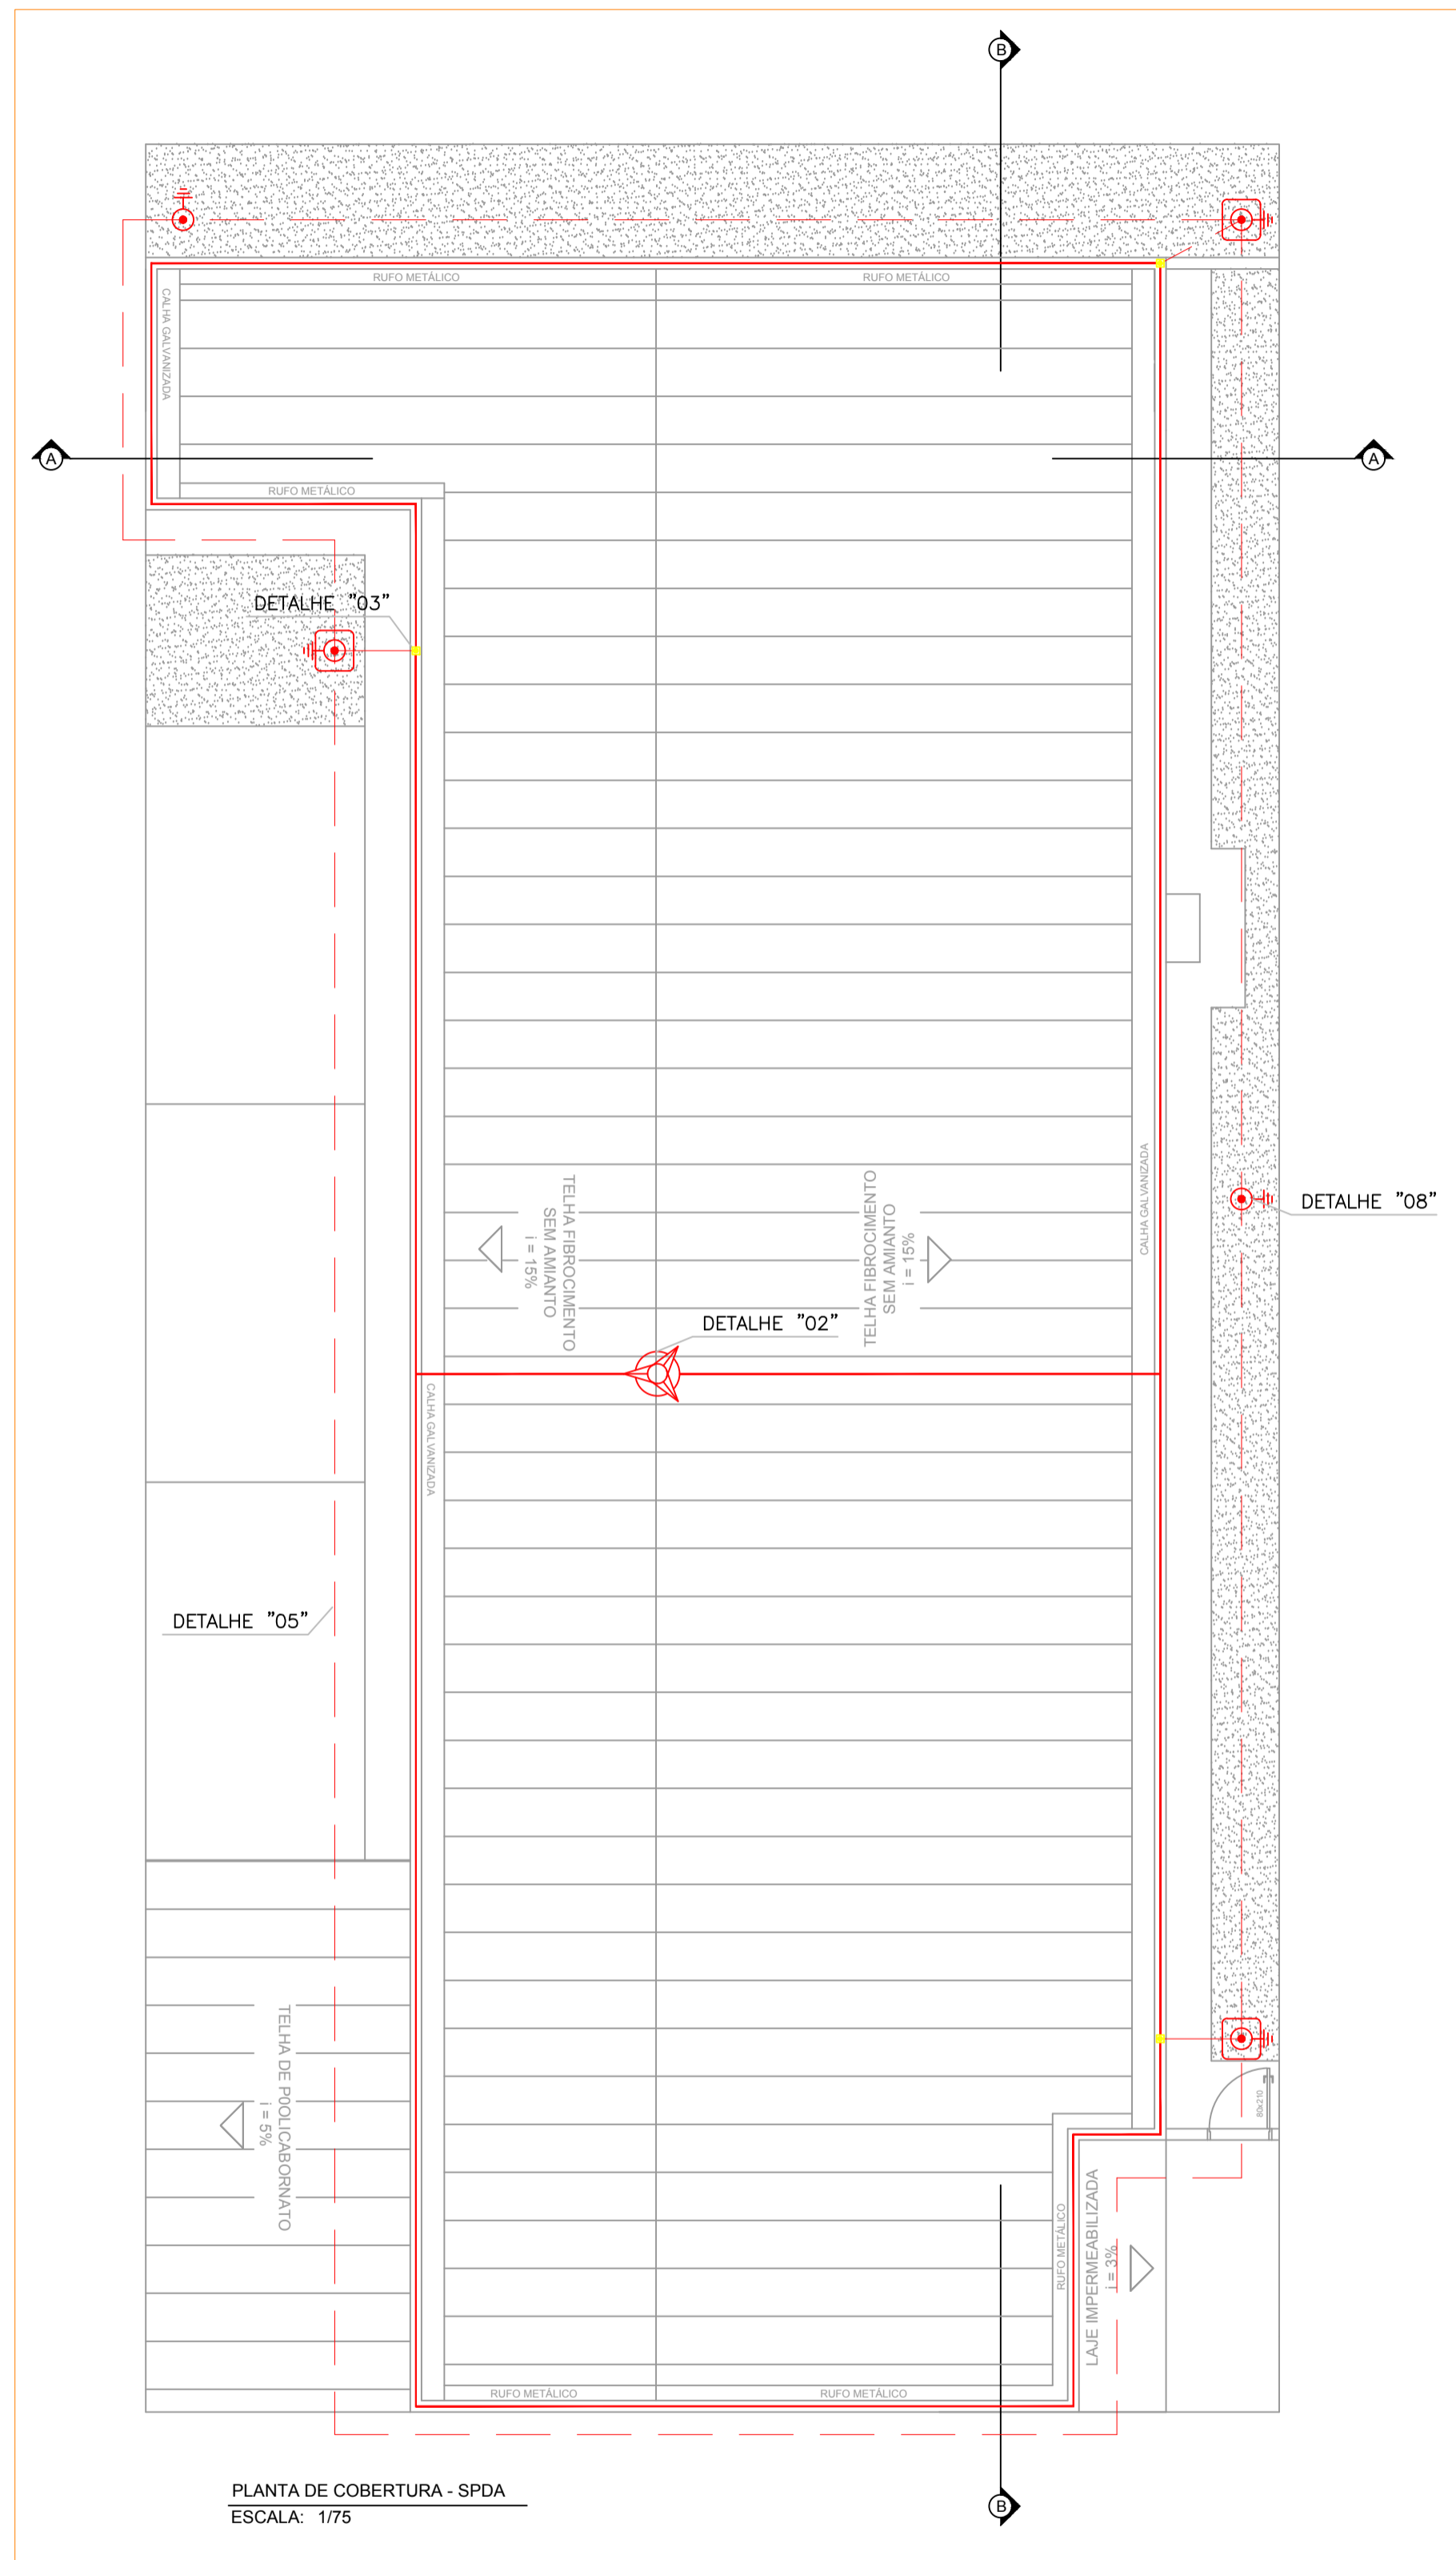 B
RUFO METÁLICO
RUFO METÁLICO
CALHA GALVANIZADA
A
A
RUFO METÁLICO
DETALHE "03"
CALHA GALVANIZADA
TELHA FIBROCIMENTO
SEM AMIANTO
i = 15%
TELHA FIBROCIMENTO
SEM AMIANTO
i = 15%
DETALHE "08"
DETALHE "02"
CALHA GALVANIZADA
DETALHE "05"
TELHA DE P0OLICABORNATO
i = 5%
80x210
LAJE IMPERMEABILIZADA
i = 3%
RUFO METÁLICO
RUFO METÁLICO
RUFO METÁLICO
PLANTA DE COBERTURA - SPDA
ESCALA: 1/75
B